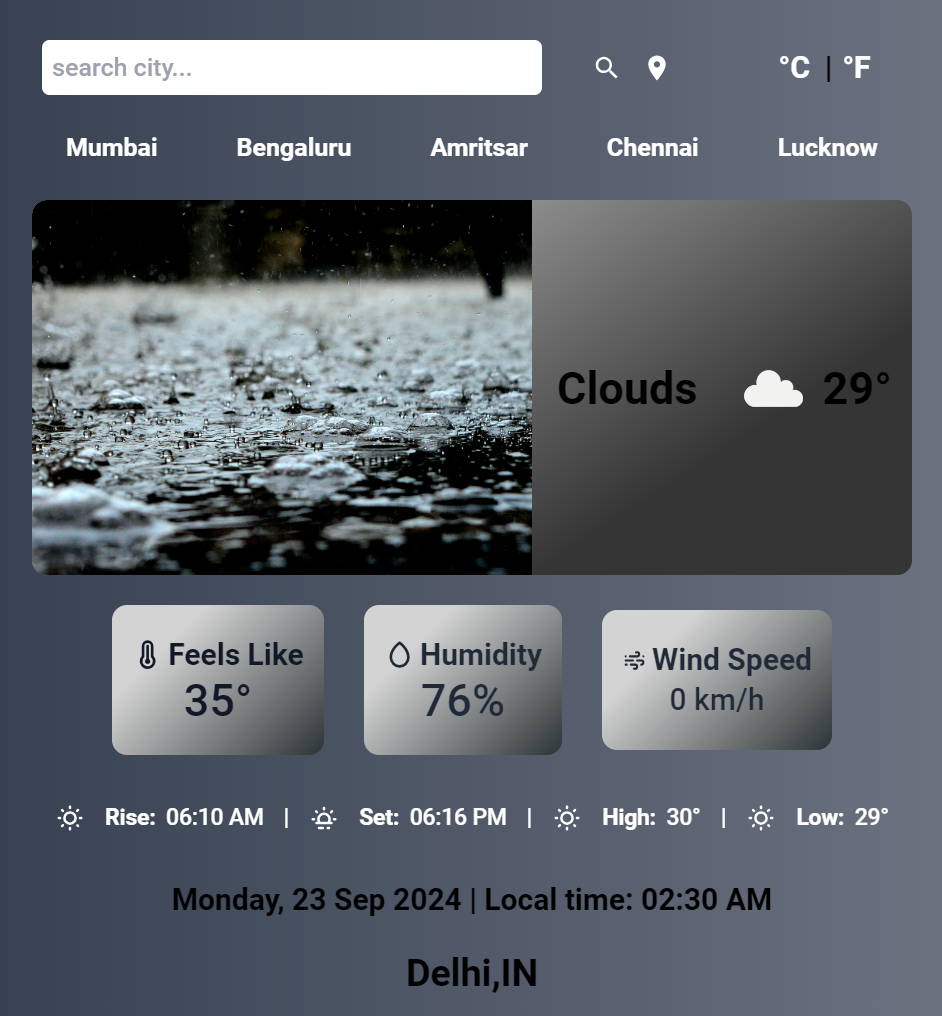 search city...
°C | °F
Mumbai Bengaluru Amritsar Chennai Lucknow
Clouds 29°
Feels Like
35°
Humidity
76%
Wind Speed
0 km/h
Rise: 06:10 AM | Set: 06:16 PM | High: 30° | Low: 29°
Monday, 23 Sep 2024 | Local time: 02:30 AM
Delhi,IN